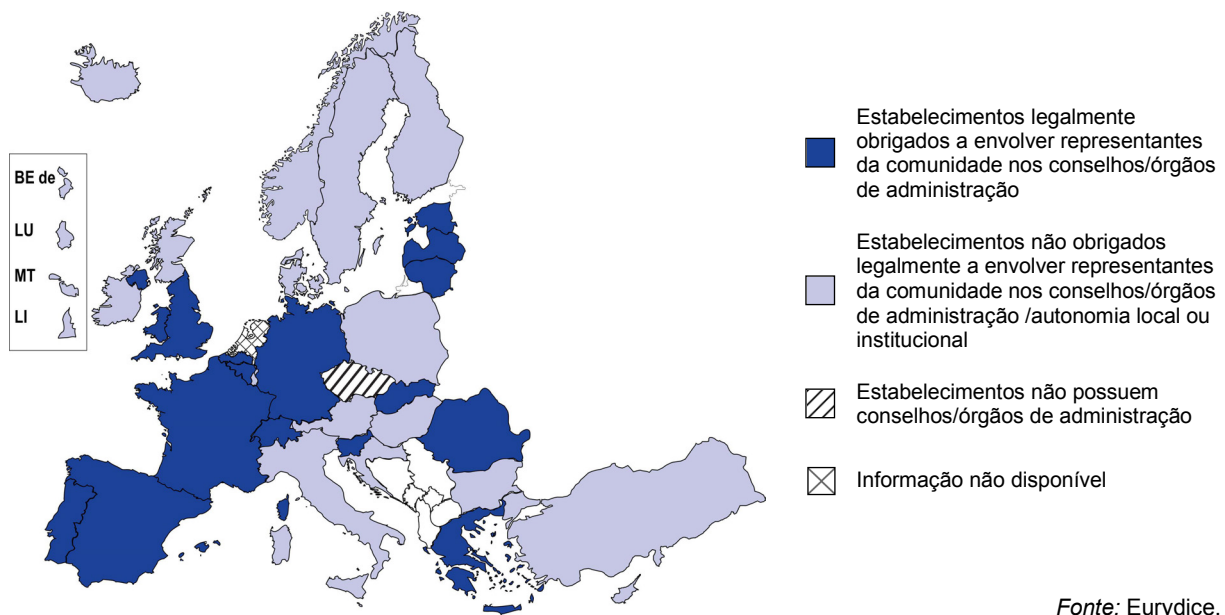 BE de
LU
MT
LI
Estabelecimentos legalmente
obrigados a envolver representantes
da comunidade nos conselhos/órgãos
de administração
Estabelecimentos não obrigados
legalmente a envolver representantes
da comunidade nos conselhos/órgãos
de administração /autonomia local ou
institucional
Estabelecimentos não possuem
conselhos/órgãos de administração
Informação não disponível
Fonte: Eurydice.